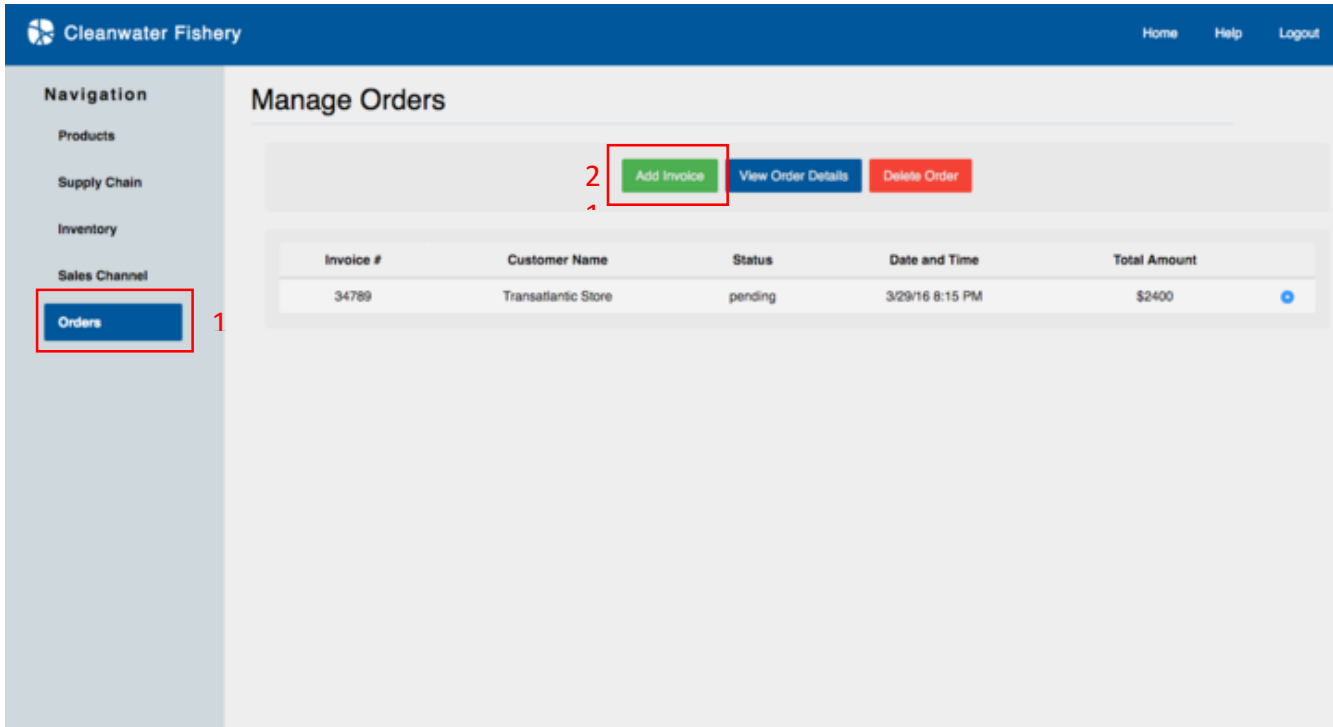 Cleanwater Fishery Home Help Logout
Navigation
Products
Supply Chain
Inventory
Sales Channel
Orders
1
Manage Orders
2
Add Invoice View Order Details Delete Order
Invoice # Customer Name Status Date and Time Total Amount
34789 Transatlantic Store pending 3/29/16 8:15 PM $2400